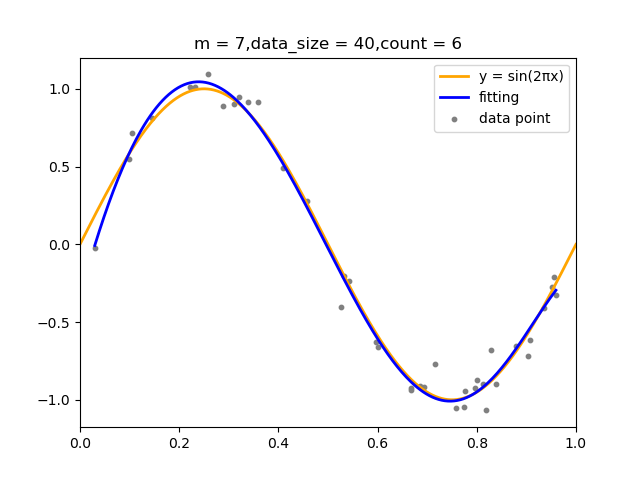 m = 7,data_size = 40,count = 6
y = sin(2πx)
fitting
data point
1.0
0.5
0.0
−0.5
−1.0
0.0 0.2 0.4 0.6 0.8 1.0